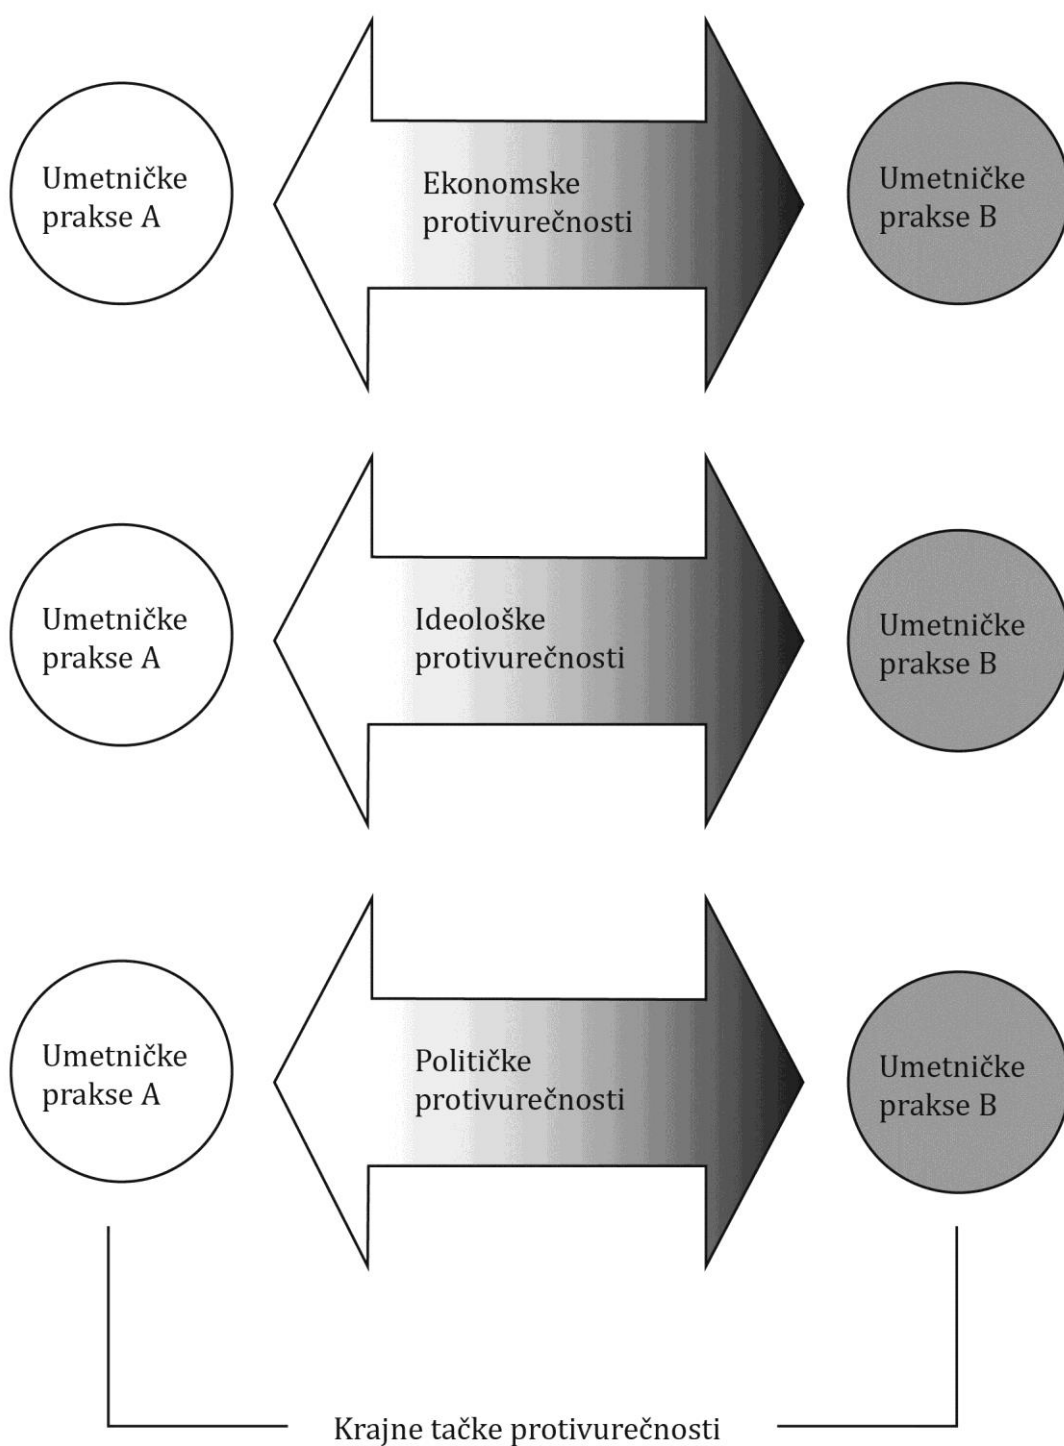 Umetničke
prakse A
Ekonomske
protivurečnosti
Umetničke
prakse B
Umetničke
prakse A
Ideološke
protivurečnosti
Umetničke
prakse B
Umetničke
prakse A
Političke
protivurečnosti
Umetničke
prakse B
Krajne tačke protivurečnosti